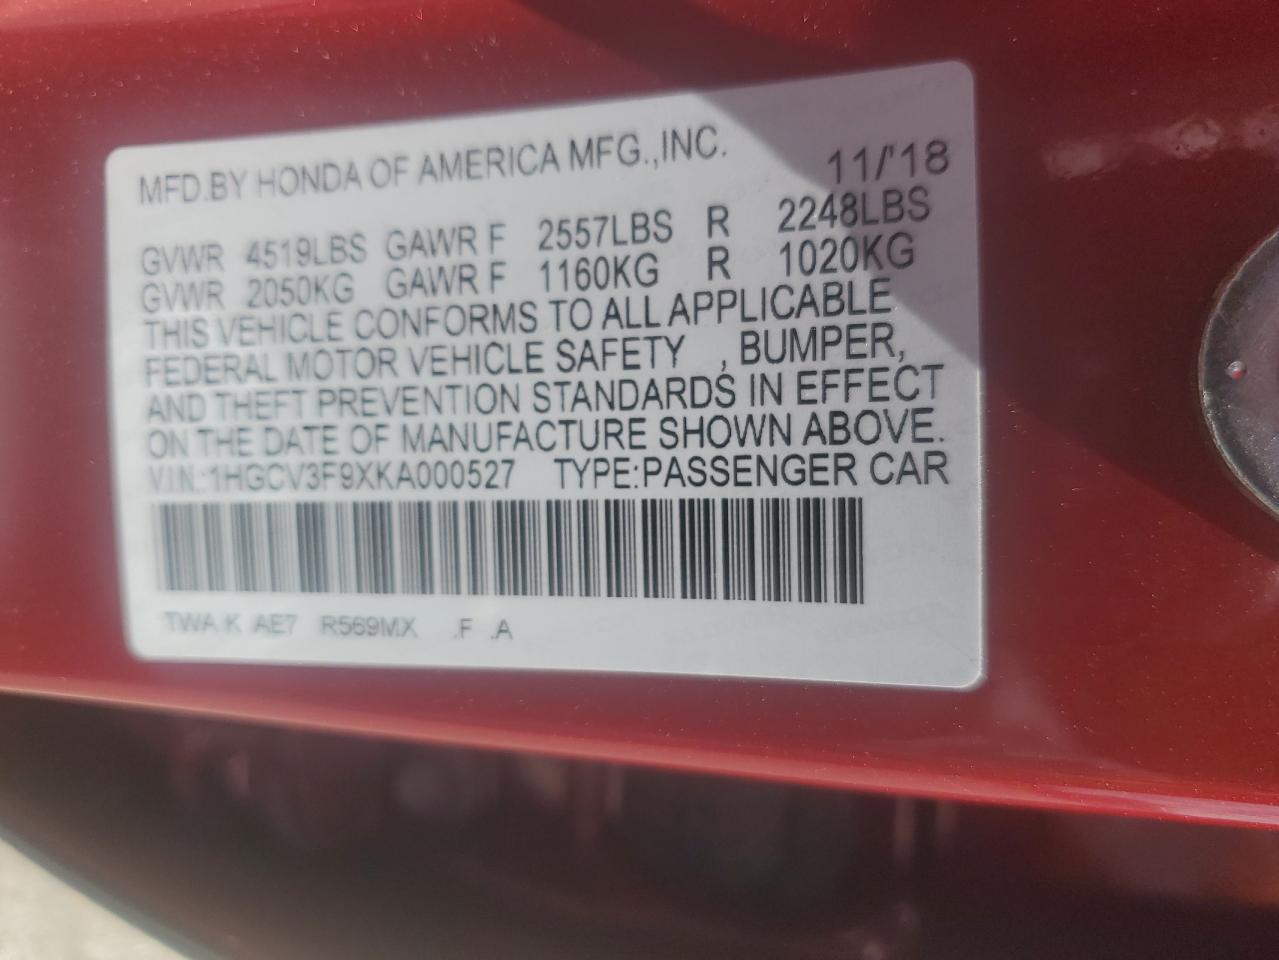 MFD.BY HONDA OF AMERICA MFG.,INC. 11/'18
GVWR 4519LBS GAWR F 2557LBS R 2248LBS
GVWR 2050KG GAWR F 1160KG R 1020KG
THIS VEHICLE CONFORMS TO ALL APPLICABLE
FEDERAL MOTOR VEHICLE SAFETY , BUMPER,
AND THEFT PREVENTION STANDARDS IN EFFECT
ON THE DATE OF MANUFACTURE SHOWN ABOVE.
V.I.N.:1HGCV3F9XKA000527 TYPE:PASSENGER CAR
TWA K AE7 R569MX .F .A